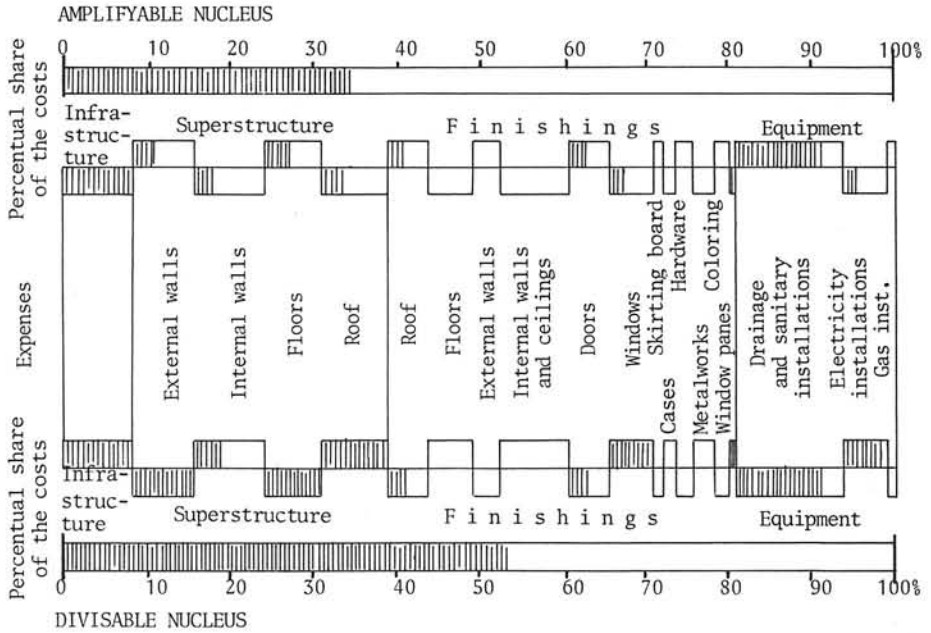 AMPLIFYABLE NUCLEUS
0 10 20 30 40 50 60 70 80 90 100%
Percentual share
of the costs
Infra-
struc-
ture
Superstructure
Finishings
Equipment
Expenses
External walls
Internal walls
Floors
Roof
Roof
Floors
External walls
Internal walls
and ceilings
Doors
Windows
Skirting board
Cases
Hardware
Metalworks
Coloring
Window panes
Drainage
and sanitary
installations
Electricity
installations
Gas inst.
Percentual share
of the costs
Infra-
struc-
ture
Superstructure
Finishings
Equipment
0 10 20 30 40 50 60 70 80 90 100%
DIVISABLE NUCLEUS